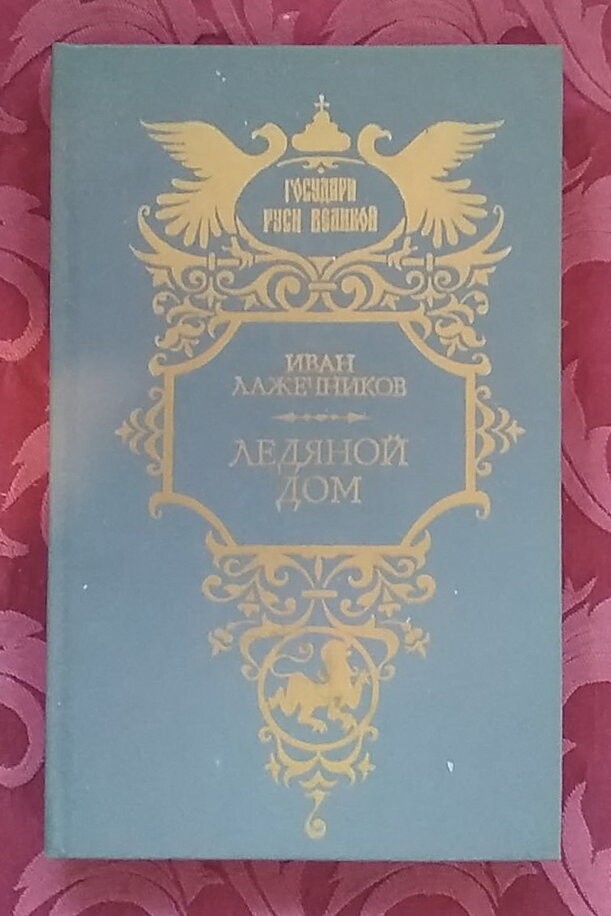 ГОСУДАРИ
РУСИ ВЕЛИКОЙ
ИВАН
ЛАЖЕЧНИКОВ
ЛЕДЯНОЙ
ДОМ